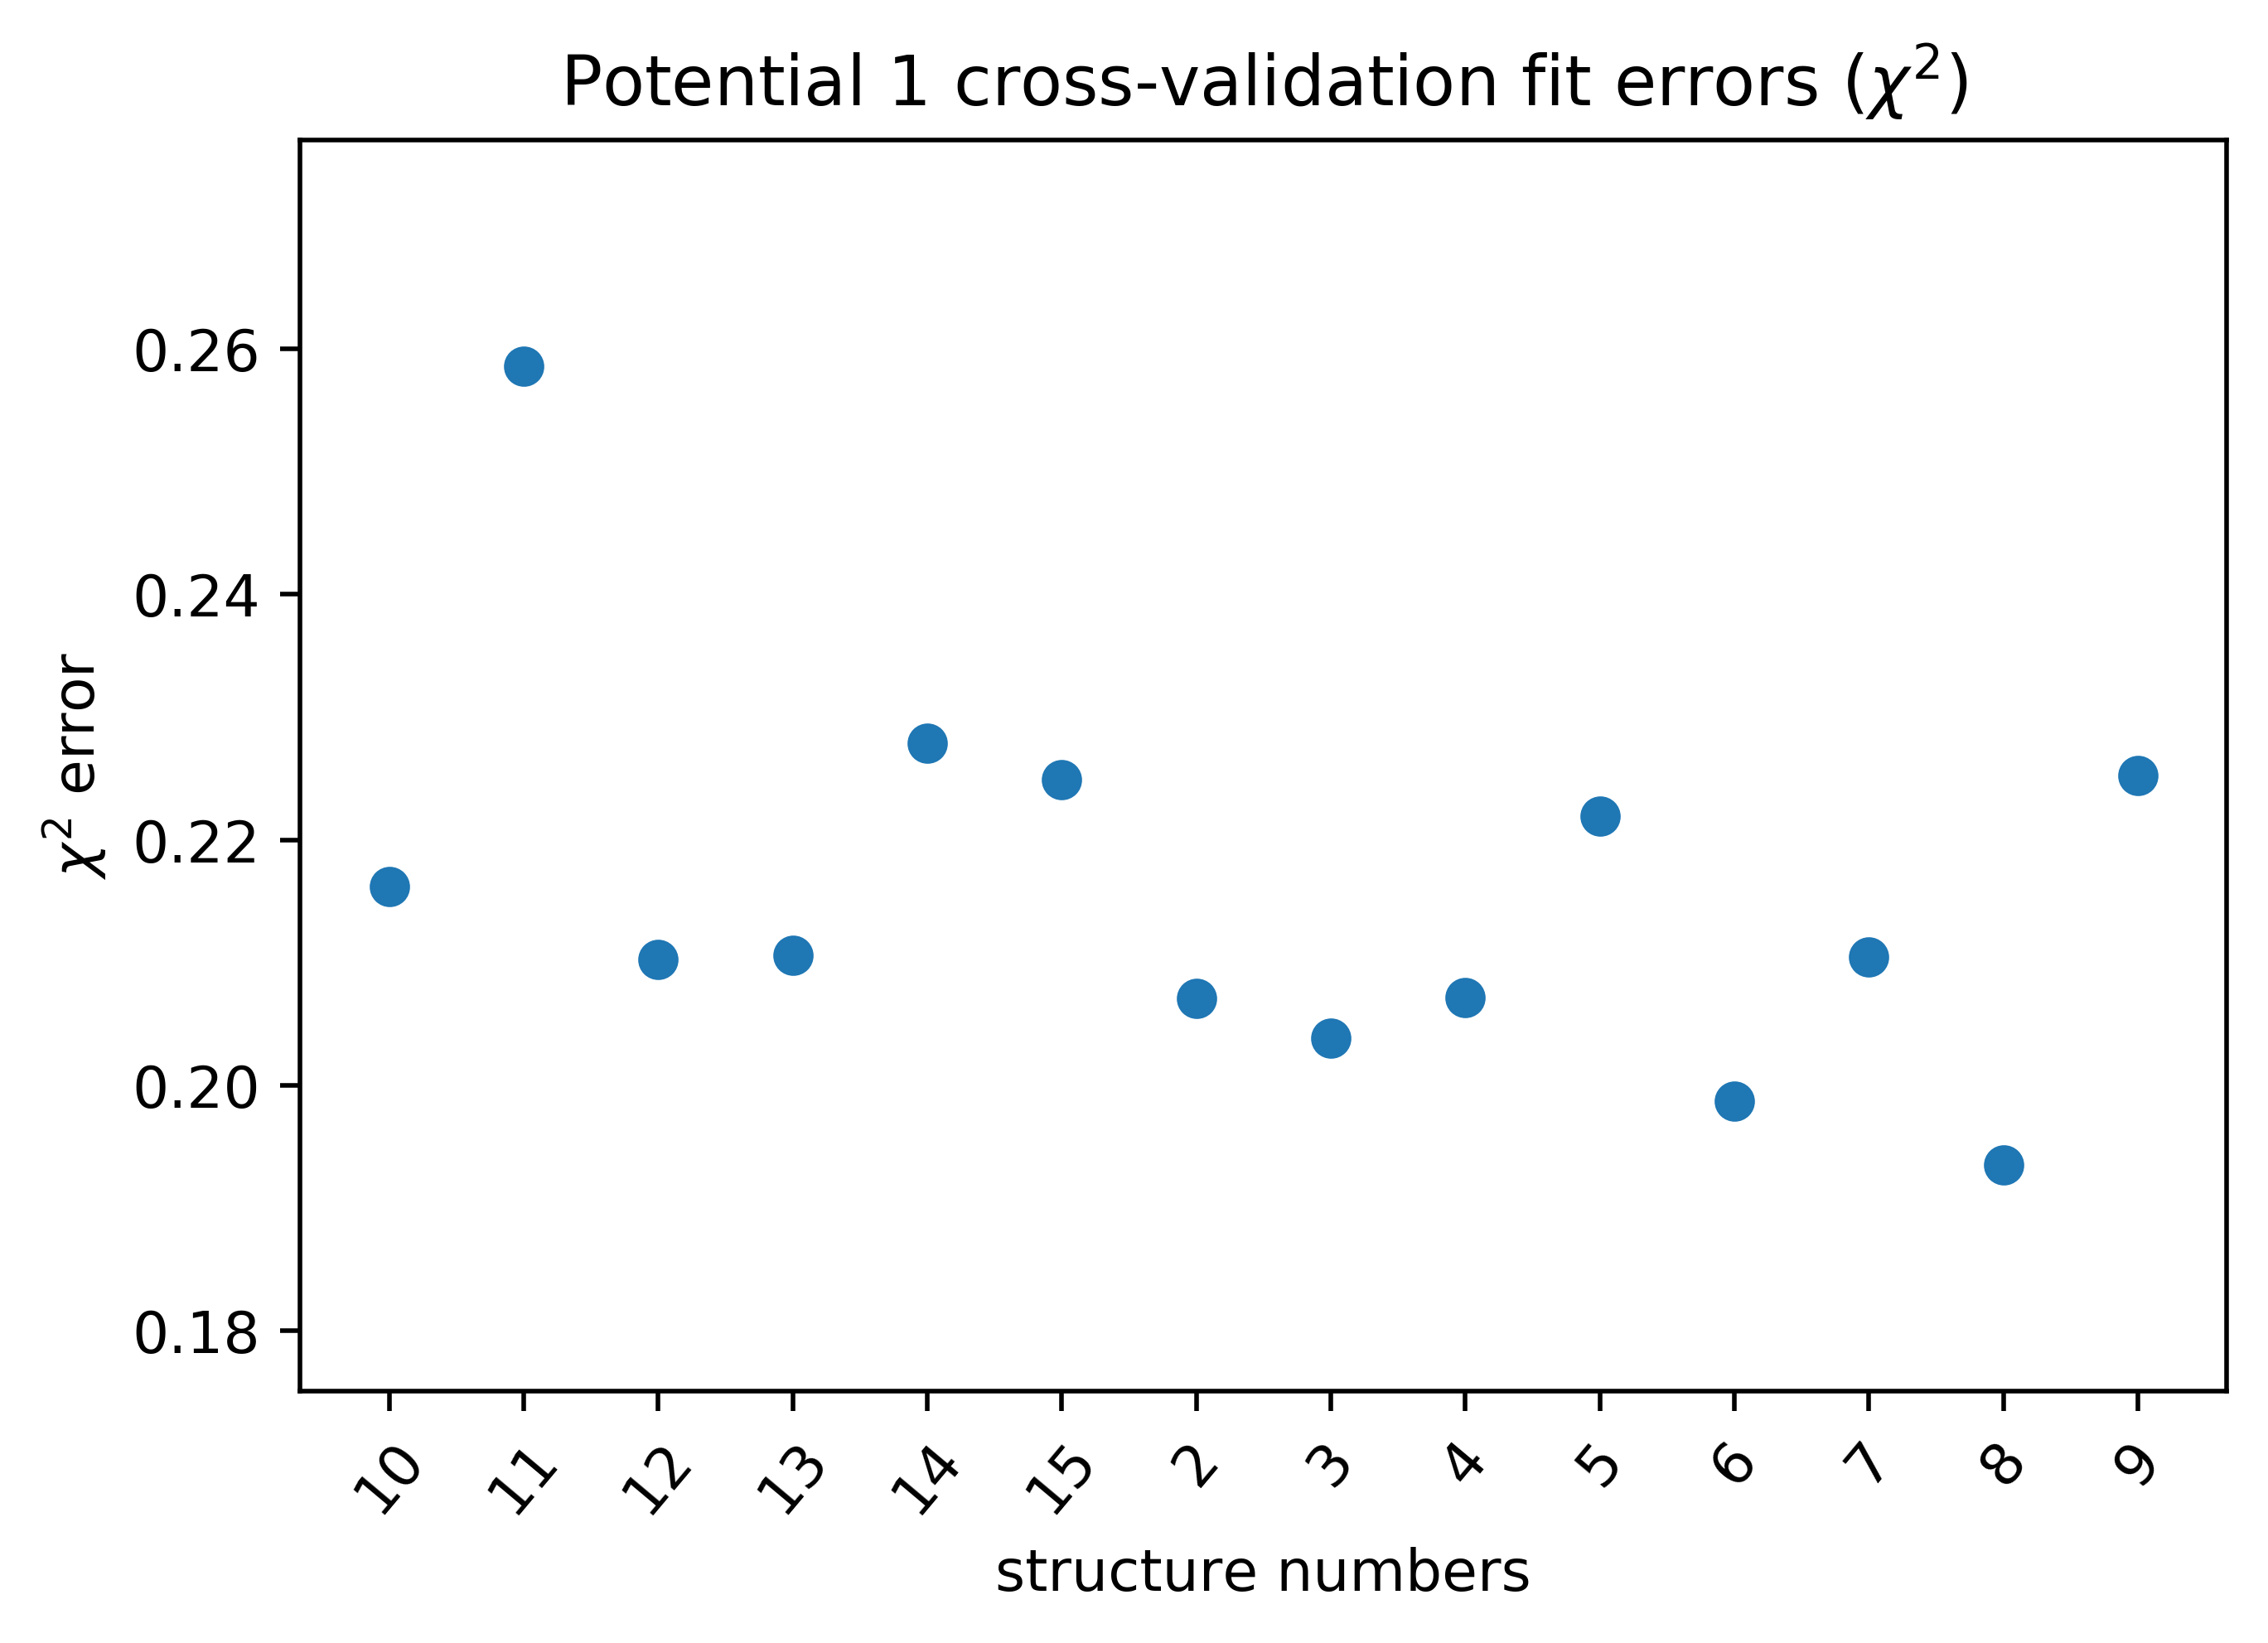 Potential 1 cross-validation fit errors (χ²)
0.26
0.24
0.22
0.20
0.18
χ² error
10 11 12 13 14 15 2 3 4 5 6 7 8 9
structure numbers